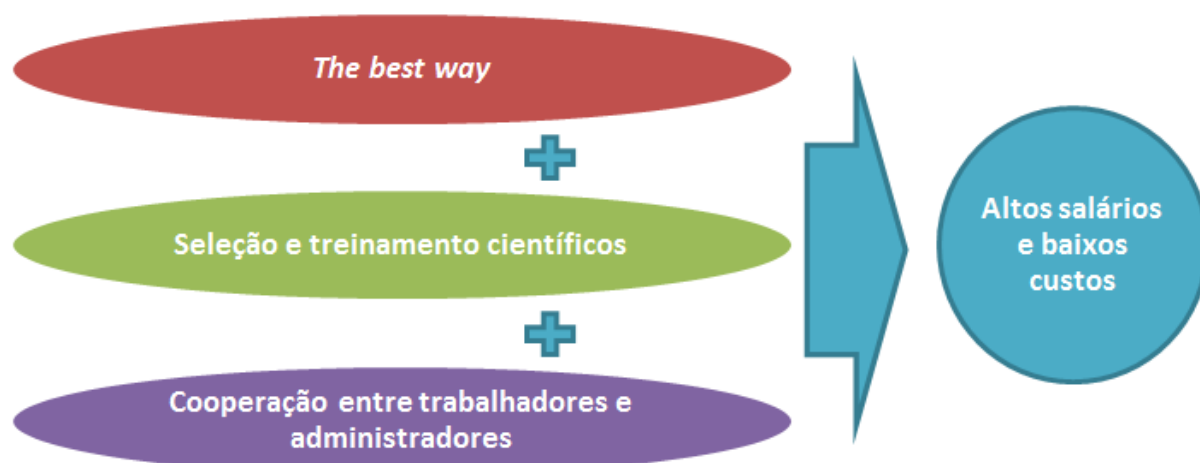 The best way
Seleção e treinamento científicos
Cooperação entre trabalhadores e
administradores
Altos salários
e baixos
custos